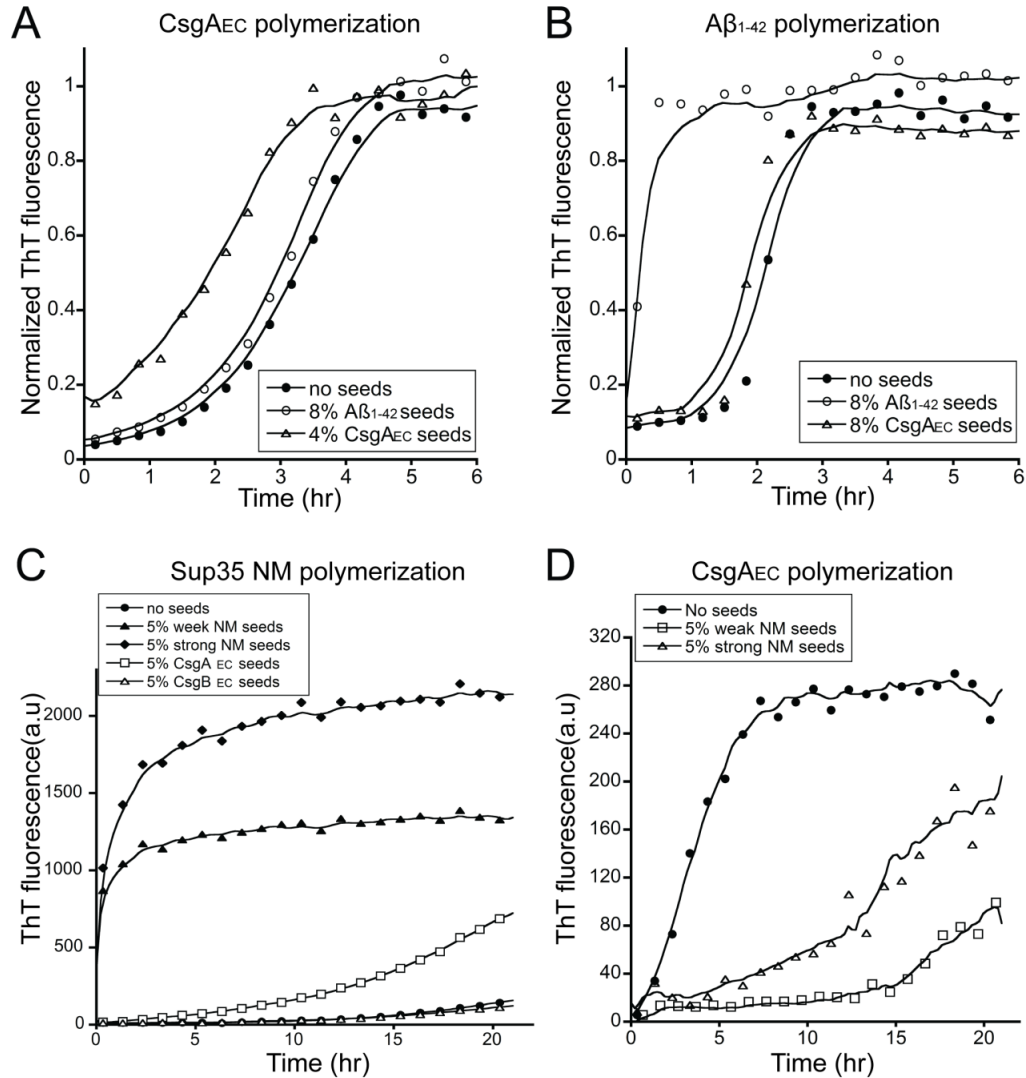 A
CsgAEC polymerization
Normalized ThT fluorescence
1
0.8
0.6
0.4
0.2
0
no seeds
8% Aß1-42 seeds
4% CsgAEC seeds
0 1 2 3 4 5 6
Time (hr)
B
Aβ1-42 polymerization
Normalized ThT fluorescence
1
0.8
0.6
0.4
0.2
0
no seeds
8% Aß1-42 seeds
8% CsgAEC seeds
0 1 2 3 4 5 6
Time (hr)
C
Sup35 NM polymerization
no seeds
5% week NM seeds
5% strong NM seeds
5% CsgA EC seeds
5% CsgB EC seeds
ThT fluorescence(a.u)
2000
1500
1000
500
0
0 5 10 15 20
Time (hr)
D
CsgAEC polymerization
No seeds
5% weak NM seeds
5% strong NM seeds
ThT fluorescence(a.u)
320
280
240
200
160
120
80
40
0
0 5 10 15 20
Time (hr)